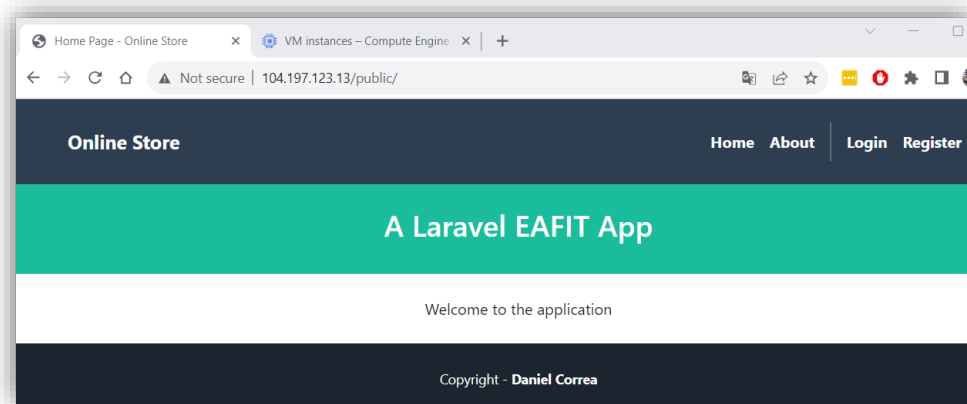 Home Page - Online Store
VM instances – Compute Engine
Not secure | 104.197.123.13/public/
Online Store
Home About Login Register
A Laravel EAFIT App
Welcome to the application
Copyright - Daniel Correa